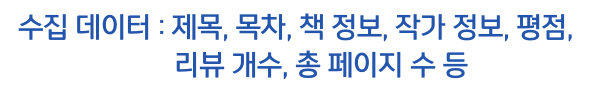 수집 데이터 : 제목, 목차, 책 정보, 작가 정보, 평점,
리뷰 개수, 총 페이지 수 등